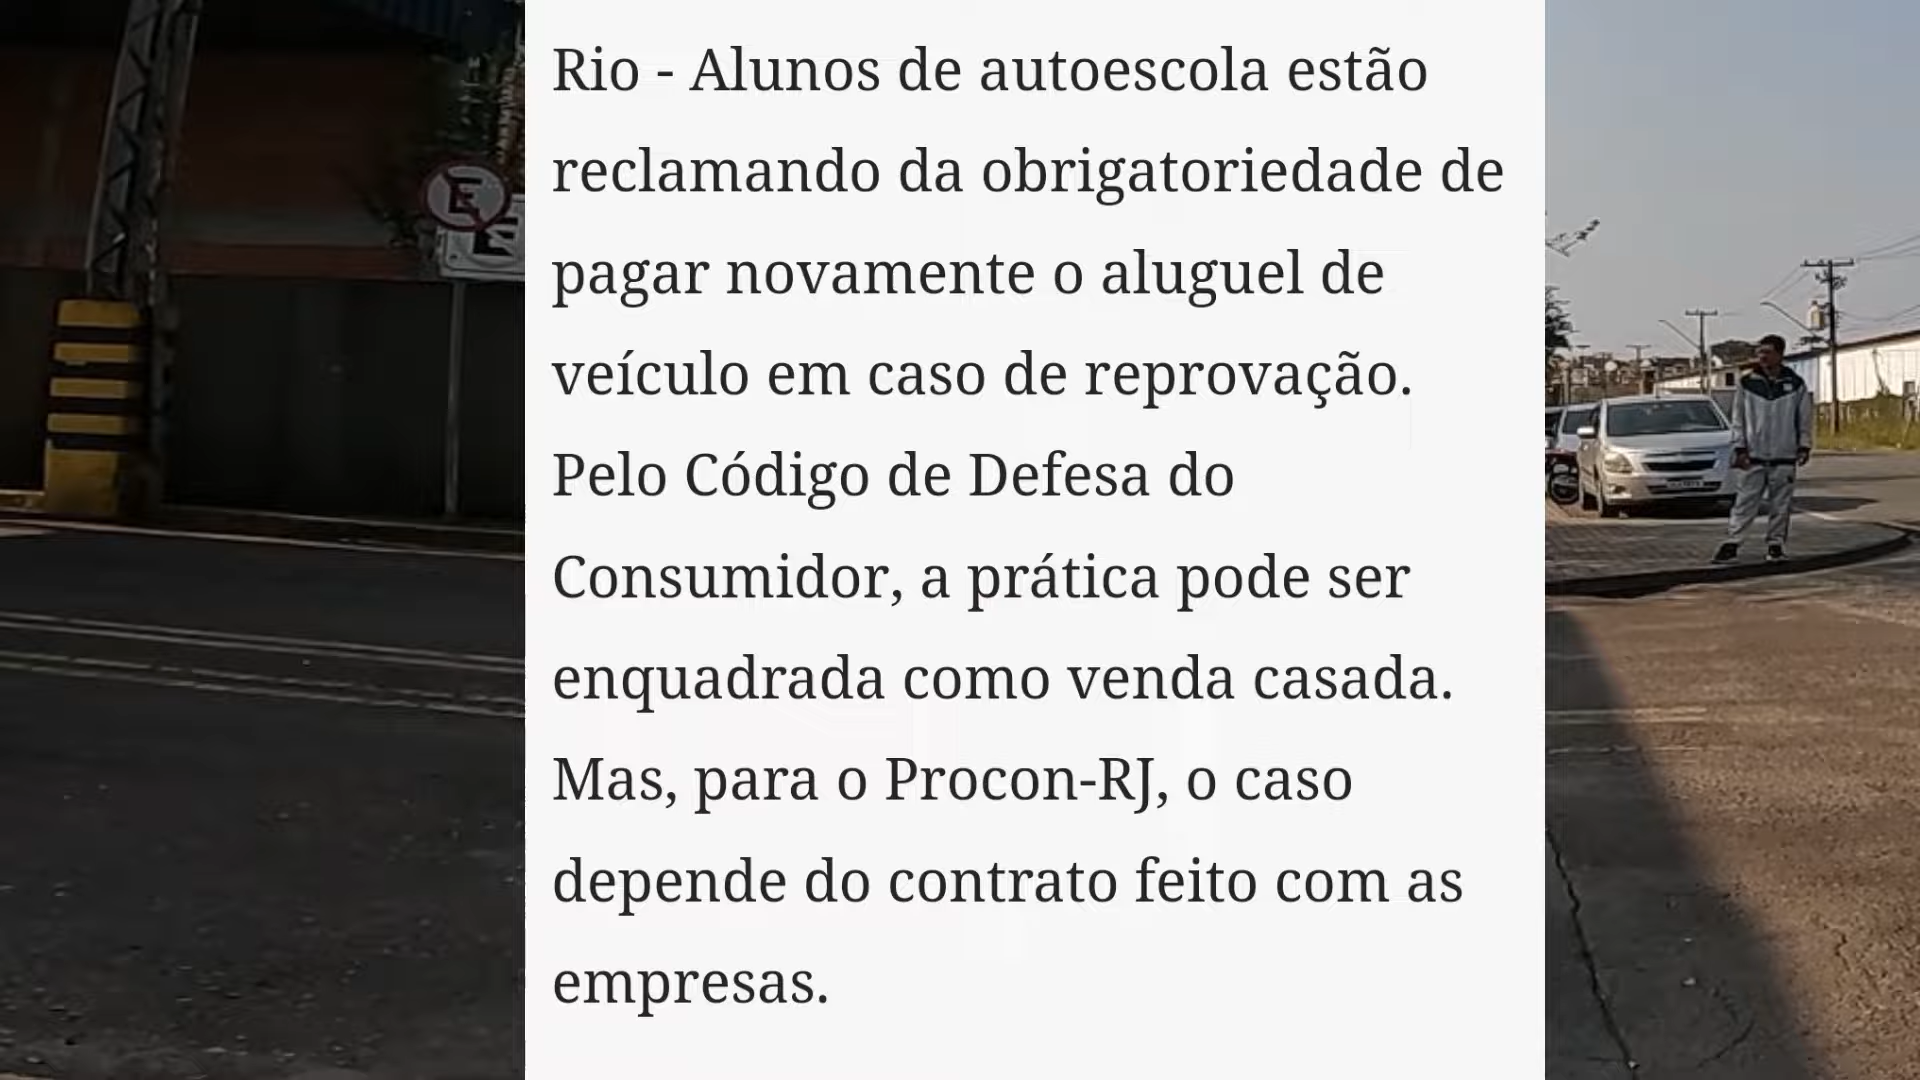 E
E
Rio - Alunos de autoescola estão
reclamando da obrigatoriedade de
pagar novamente o aluguel de
veículo em caso de reprovação.
Pelo Código de Defesa do
Consumidor, a prática pode ser
enquadrada como venda casada.
Mas, para o Procon-RJ, o caso
depende do contrato feito com as
empresas.